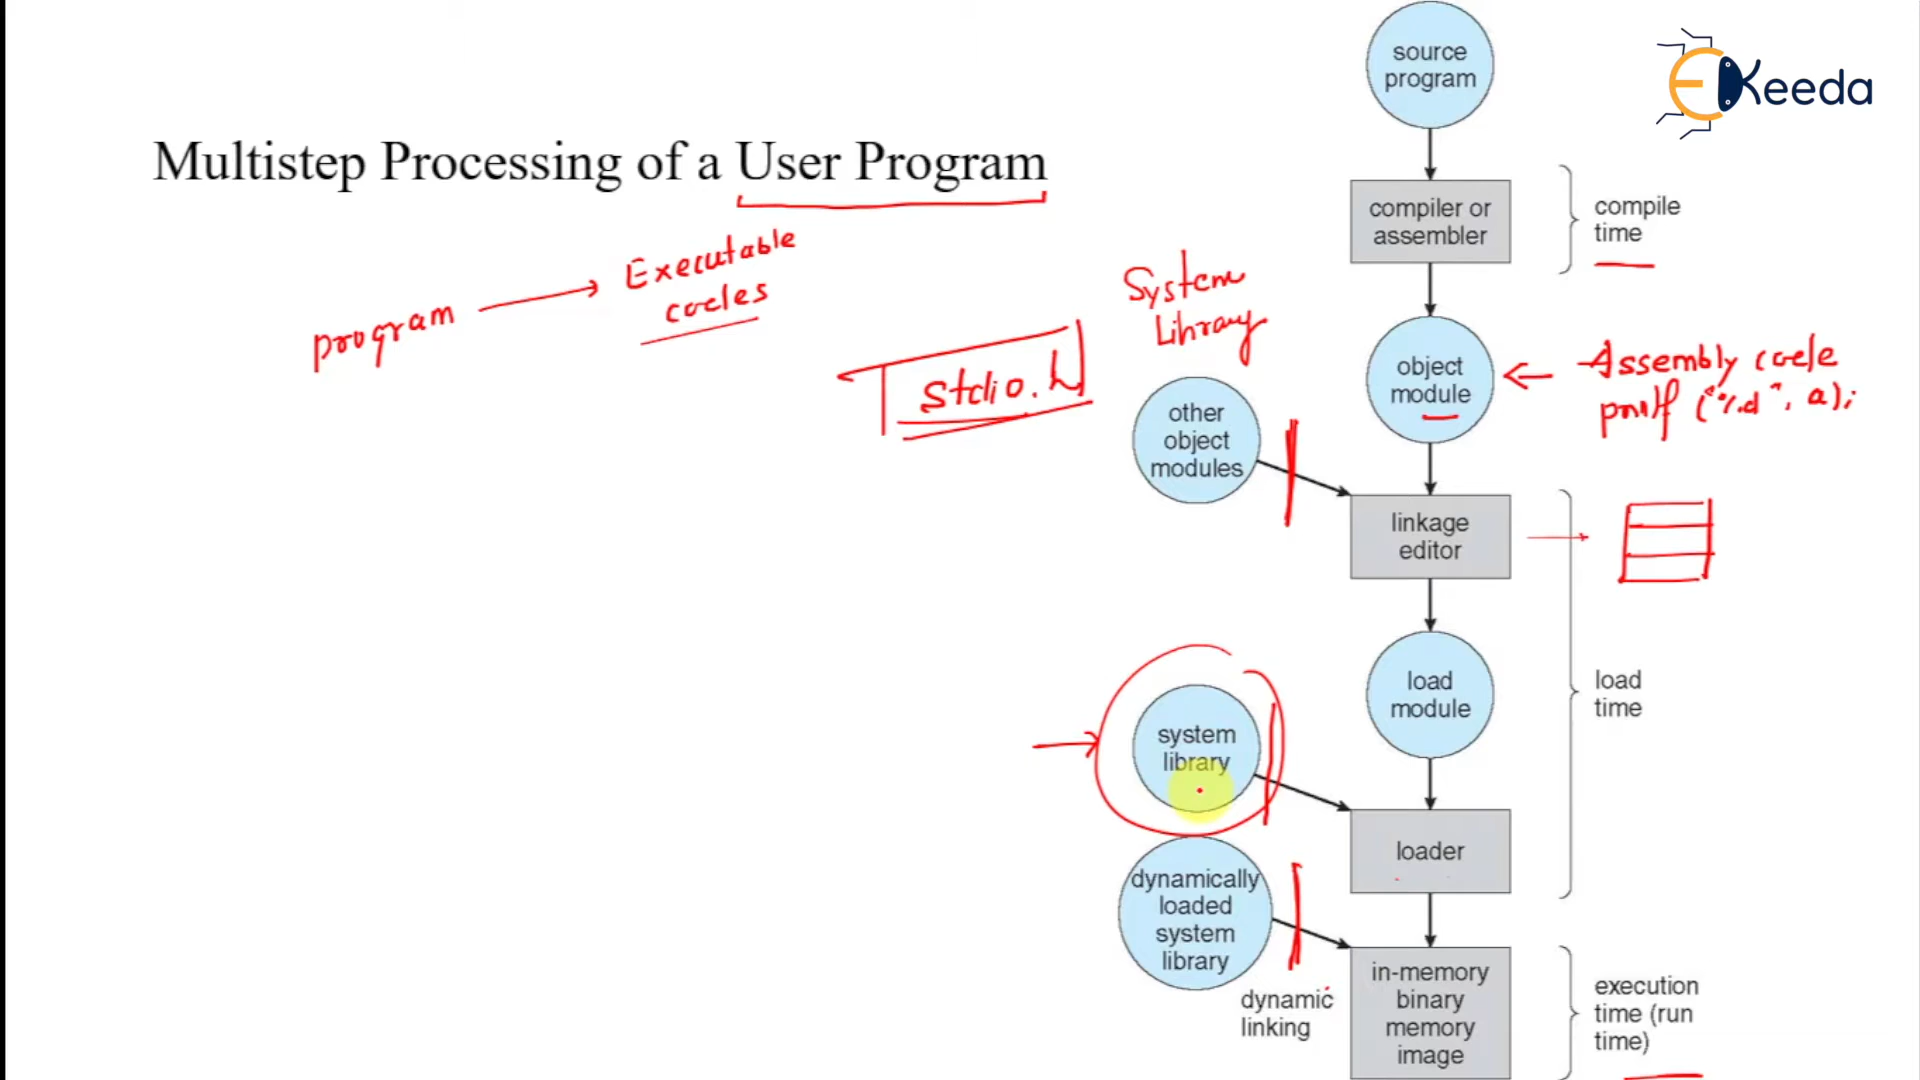 source
program
EKeeda
Multistep Processing of a User Program
compiler or
assembler
compile
time
program → Executable
codes
System
Library
stdio.h
object
module
← Assembly code
printf ("%d", a);
other
object
modules
linkage
editor
load
module
load
time
system
library
loader
dynamically
loaded
system
library
dynamic
linking
in-memory
binary
memory
image
execution
time (run
time)